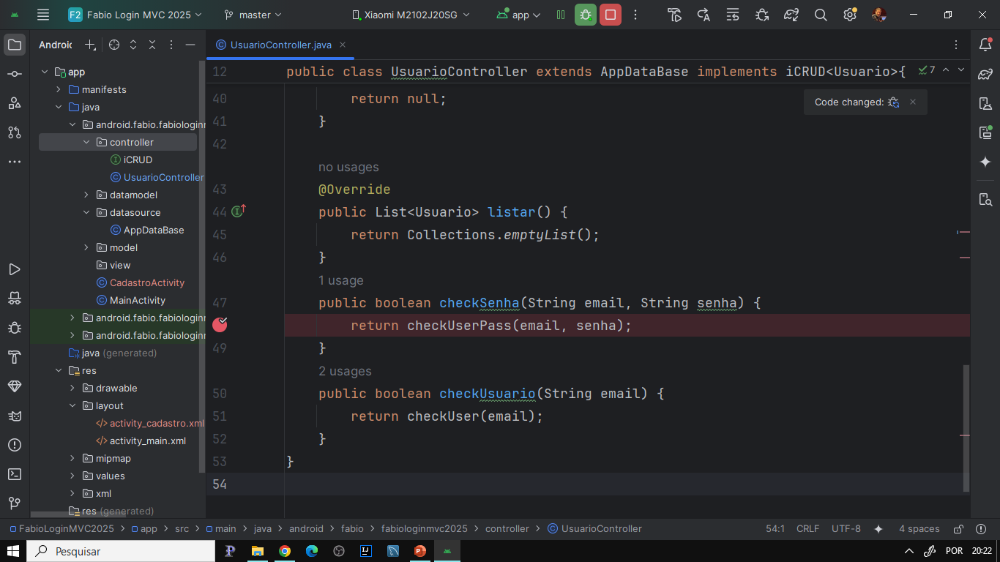 F2 Fabio Login MVC 2025 master Xiaomi M2102J20SG app
Android
UsuarioController.java
app
manifests
java
android.fabio.fabiologinm
controller
iCRUD
UsuarioController
datamodel
datasource
AppDataBase
model
view
CadastroActivity
MainActivity
android.fabio.fabiologinm
android.fabio.fabiologinm
java (generated)
res
drawable
layout
activity_cadastro.xml
activity_main.xml
mipmap
values
xml
res (generated)
12 public class UsuarioController extends AppDataBase implements iCRUD<Usuario>{ 7
Code changed:
40 return null;
41 }
42
no usages
43 @Override
44 public List<Usuario> listar() {
45 return Collections.emptyList();
46 }
1 usage
47 public boolean checkSenha(String email, String senha) {
return checkUserPass(email, senha);
49 }
2 usages
50 public boolean checkUsuario(String email) {
51 return checkUser(email);
52 }
53 }
54
FabioLoginMVC2025 > app > src > main > java > android > fabio > fabiologinmvc2025 > controller > UsuarioController 54:1 CRLF UTF-8 4 spaces
Pesquisar POR 20:22